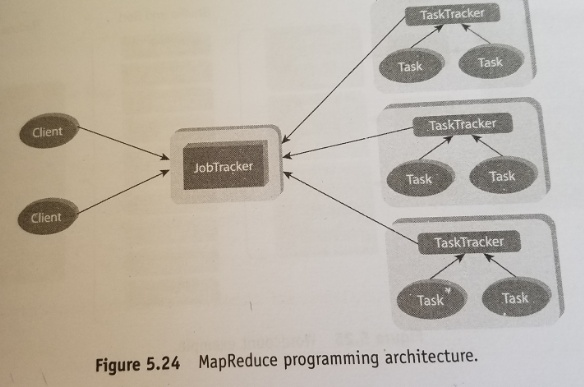 TaskTracker
Task Task
Client
JobTracker
TaskTracker
Task Task
Client
TaskTracker
Task Task
Figure 5.24 MapReduce programming architecture.